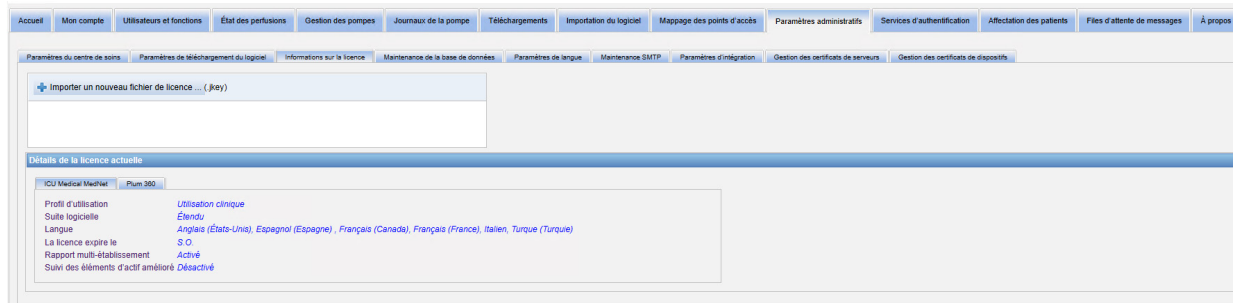 Accueil Mon compte Utilisateurs et fonctions État des perfusions Gestion des pompes Journaux de la pompe Téléchargements Importation du logiciel Mappage des points d'accès Paramètres administratifs Services d'authentification Affectation des patients Files d'attente de messages À propos
Paramètres du centre de soins Paramètres de téléchargement du logiciel Informations sur la licence Maintenance de la base de données Paramètres de langue Maintenance SMTP Paramètres d'intégration Gestion des certificats de serveurs Gestion des certificats de dispositifs
Importer un nouveau fichier de licence ... (.jkey)
Détails de la licence actuelle
ICU Medical MedNet Plum 360
Profil d'utilisation Utilisation clinique
Suite logicielle Étendu
Langue Anglais (États-Unis), Espagnol (Espagne) , Français (Canada), Français (France), Italien, Turque (Turquie)
La licence expire le S.O.
Rapport multi-établissement Activé
Suivi des éléments d'actif amélioré Désactivé